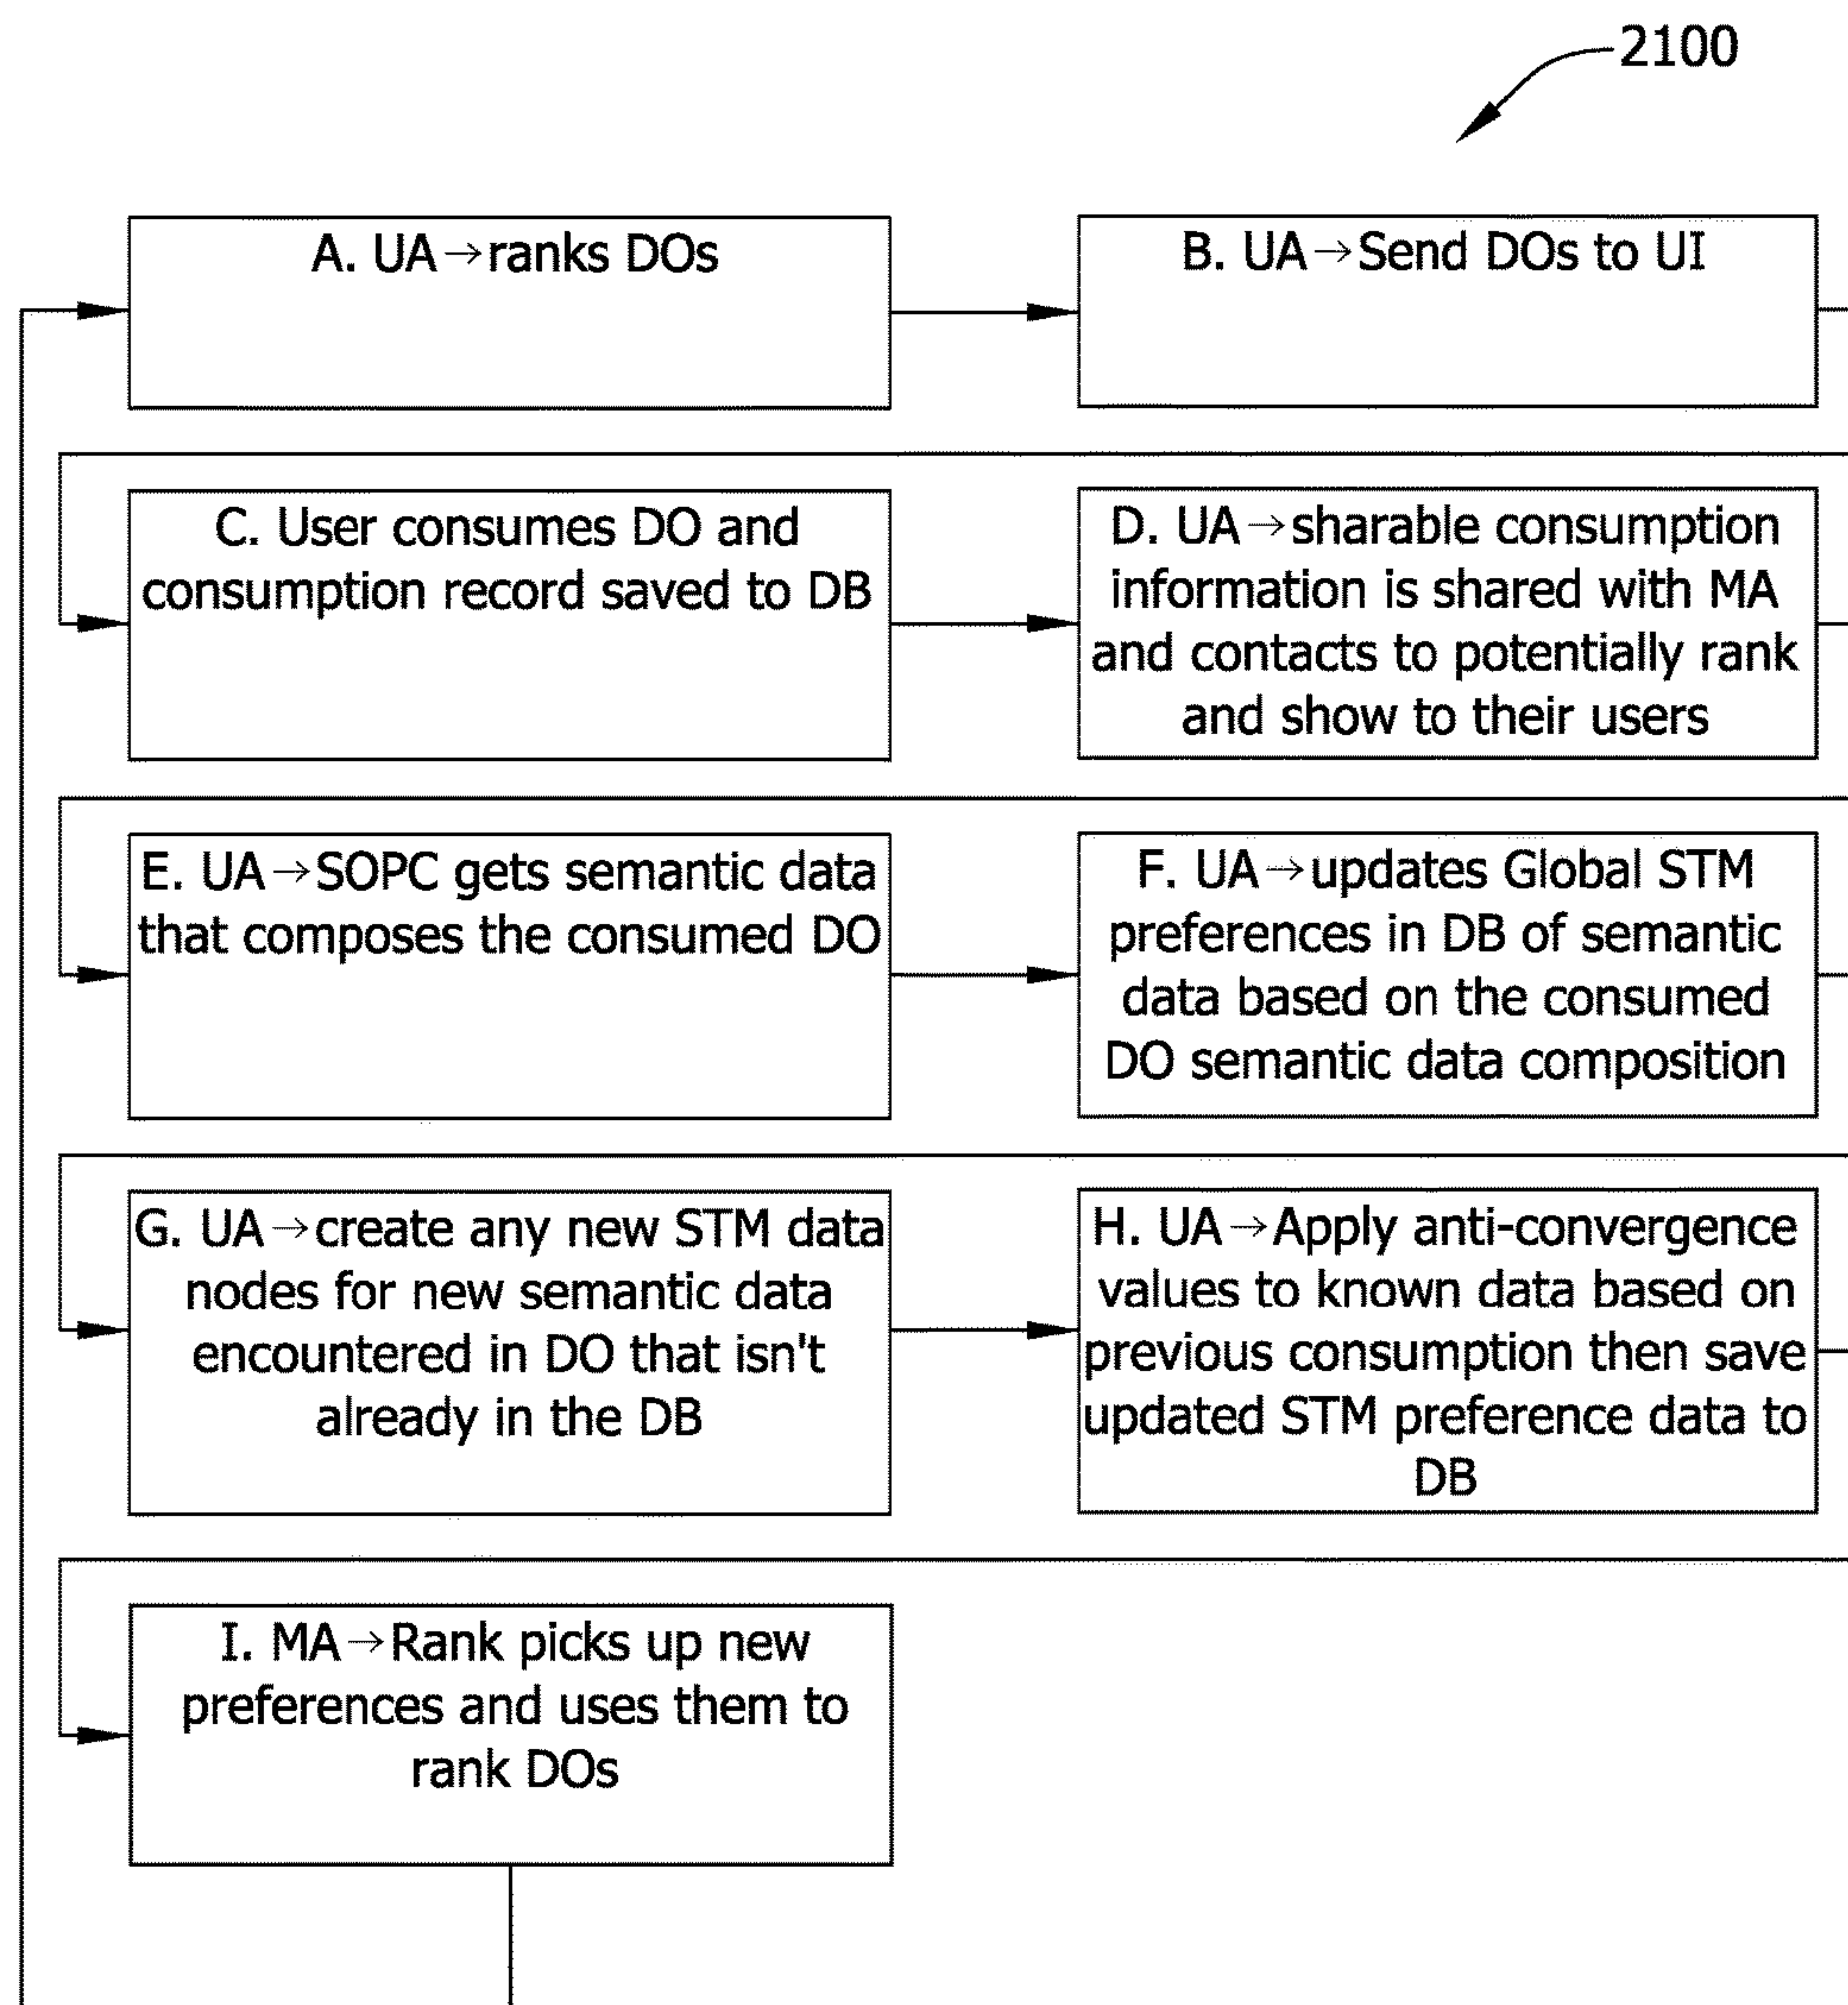 2100
A. UA→ranks DOs
B. UA→Send DOs to UI
C. User consumes DO and
consumption record saved to DB
D. UA→sharable consumption
information is shared with MA
and contacts to potentially rank
and show to their users
E. UA→SOPC gets semantic data
that composes the consumed DO
F. UA→updates Global STM
preferences in DB of semantic
data based on the consumed
DO semantic data composition
G. UA→create any new STM data
nodes for new semantic data
encountered in DO that isn't
already in the DB
H. UA→Apply anti-convergence
values to known data based on
previous consumption then save
updated STM preference data to
DB
I. MA→Rank picks up new
preferences and uses them to
rank DOs